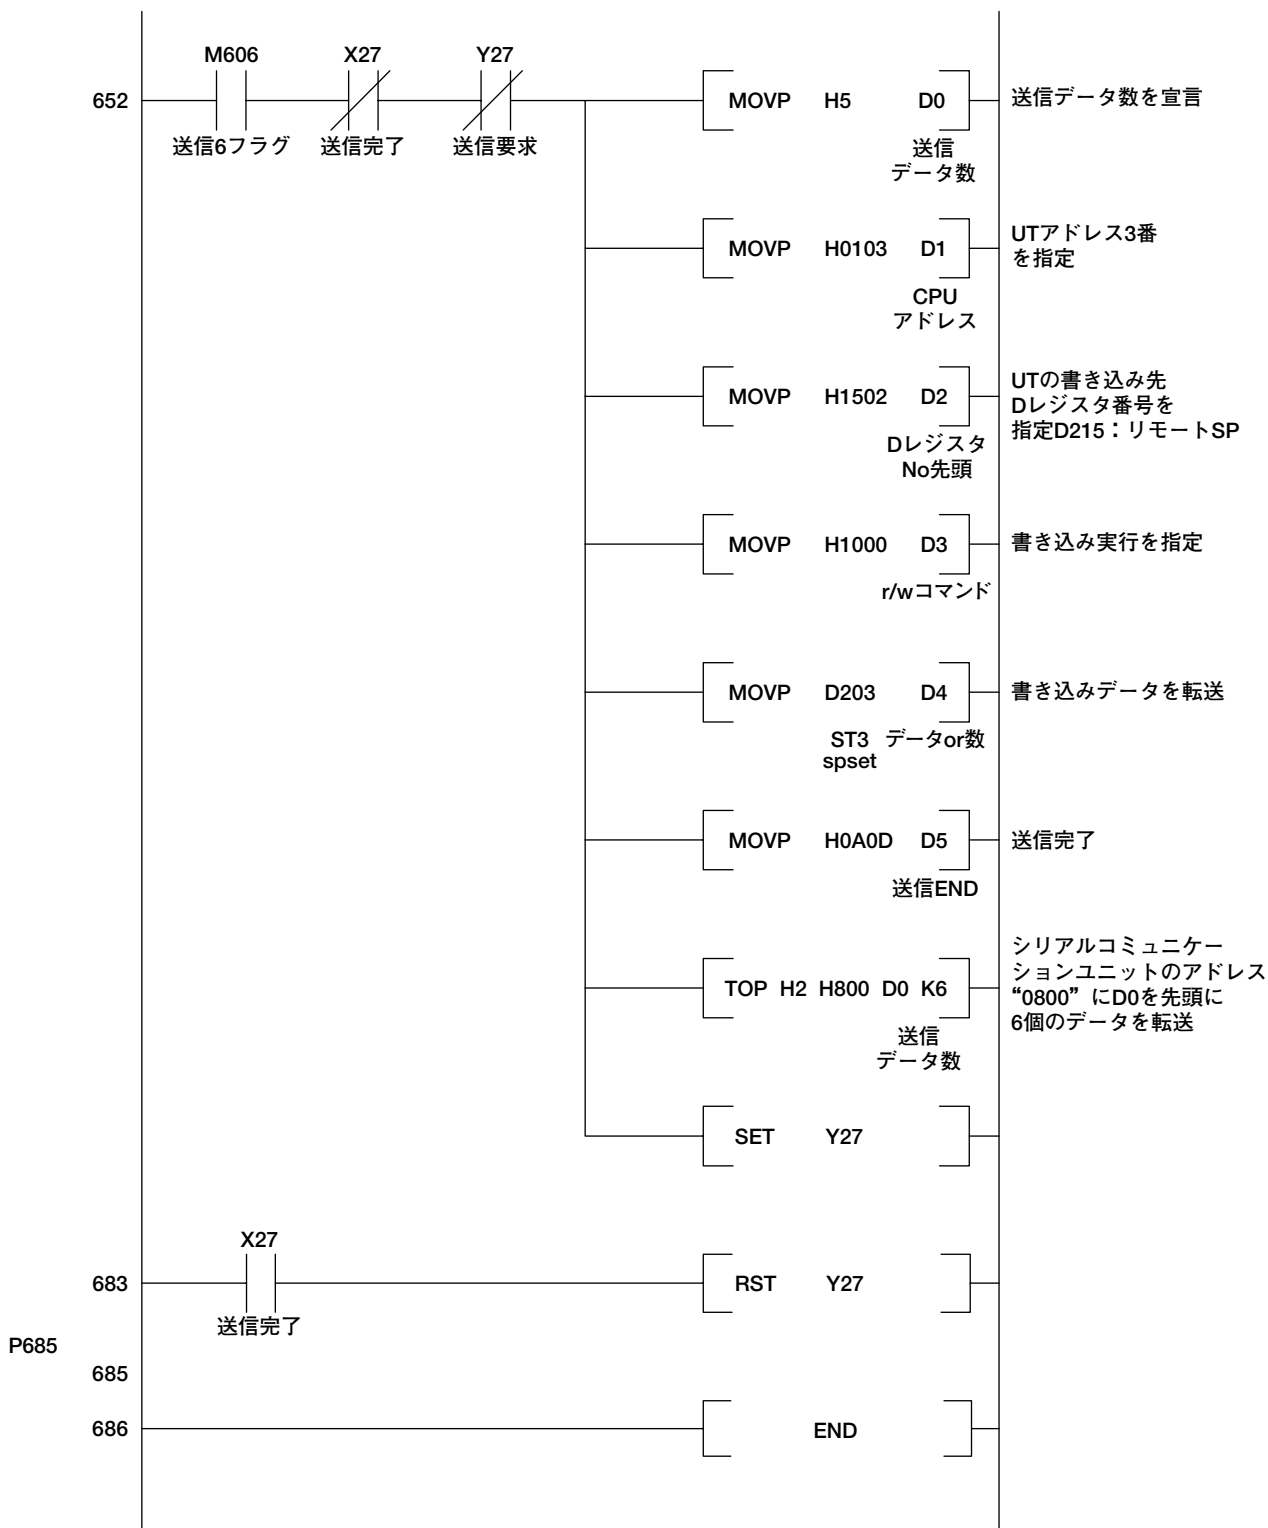 M606 X27 Y27
652 MOVP H5 D0 送信データ数を宣言
送信6フラグ 送信完了 送信要求 送信
データ数
MOVP H0103 D1 UTアドレス3番
を指定
CPU
アドレス
MOVP H1502 D2 UTの書き込み先
Dレジスタ番号を
指定D215：リモートSP
Dレジスタ
No先頭
MOVP H1000 D3 書き込み実行を指定
r/wコマンド
MOVP D203 D4 書き込みデータを転送
ST3 データor数
spset
MOVP H0A0D D5 送信完了
送信END
TOP H2 H800 D0 K6 シリアルコミュニケー
ションユニットのアドレス
“0800”にD0を先頭に
6個のデータを転送
送信
データ数
SET Y27
X27
683 RST Y27
送信完了
P685
685
686 END